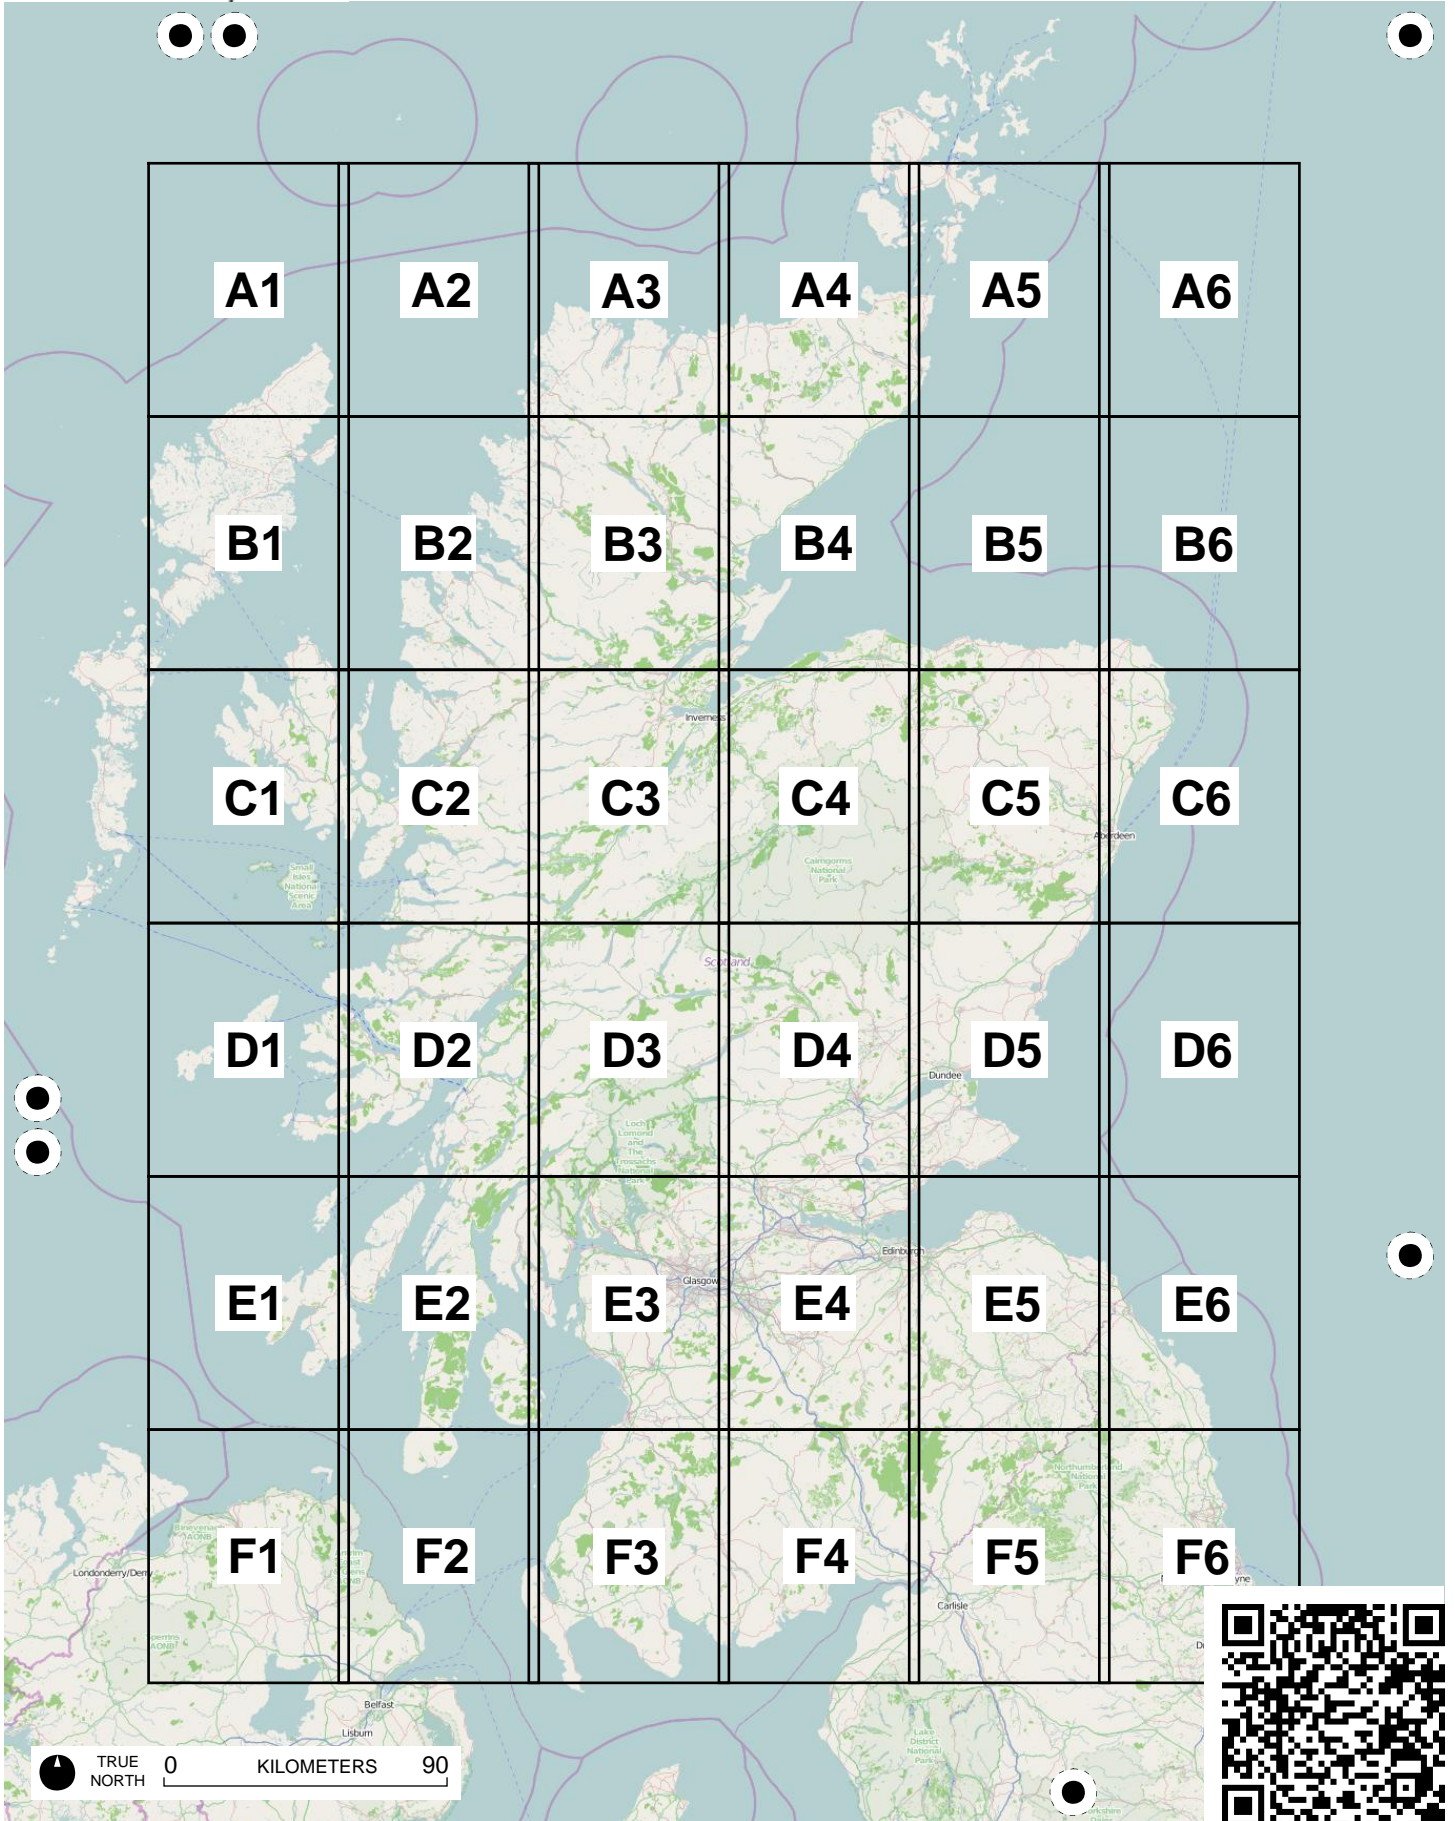 A1 A2 A3 A4 A5 A6
B1 B2 B3 B4 B5 B6
Inverness
C1 C2 C3 C4 C5 C6
Aberdeen
Cairngorms
National
Park
Small
Isles
National
Scenic
Area
Scotland
D1 D2 D3 D4 D5 D6
Dundee
Loch
Lomond
and
The
Trossachs
National
Park
Edinburgh
Glasgow
E1 E2 E3 E4 E5 E6
Northumberland
National
Park
AONB
F1 F2 F3 F4 F5 F6
Londonderry/Derry
yne
Carlisle
AONB
Belfast
Lisburn
Lake
District
National
Park
TRUE
NORTH
0 KILOMETERS 90